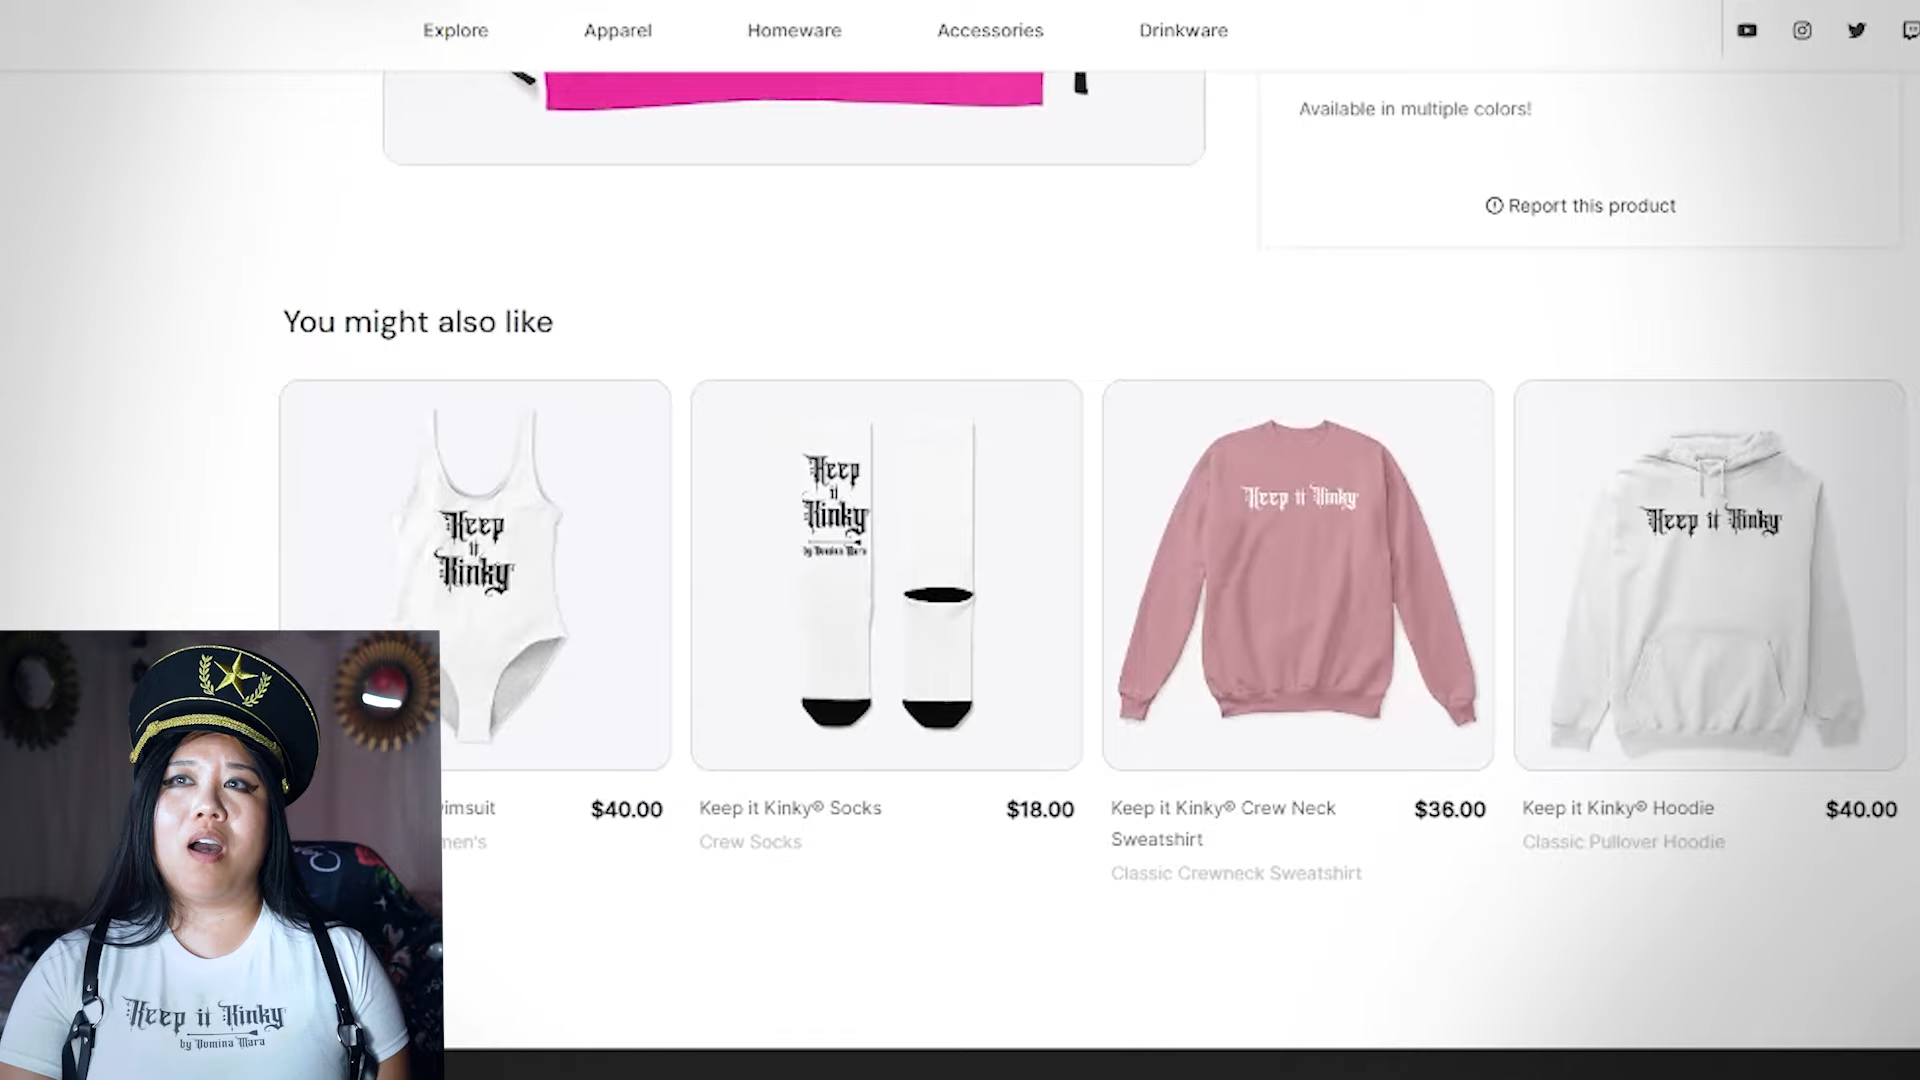 Explore Apparel Homeware Accessories Drinkware
Available in multiple colors!
Report this product
You might also like
Keep
it
Kinky
Keep
it
Kinky
by Domina Mara
Keep it Kinky
Keep it Kinky
$40.00
Keep it Kinky® Socks $18.00
Crew Socks
Keep it Kinky® Crew Neck $36.00
Sweatshirt
Classic Crewneck Sweatshirt
Keep it Kinky® Hoodie $40.00
Classic Pullover Hoodie
Keep it Kinky
by Domina Mara